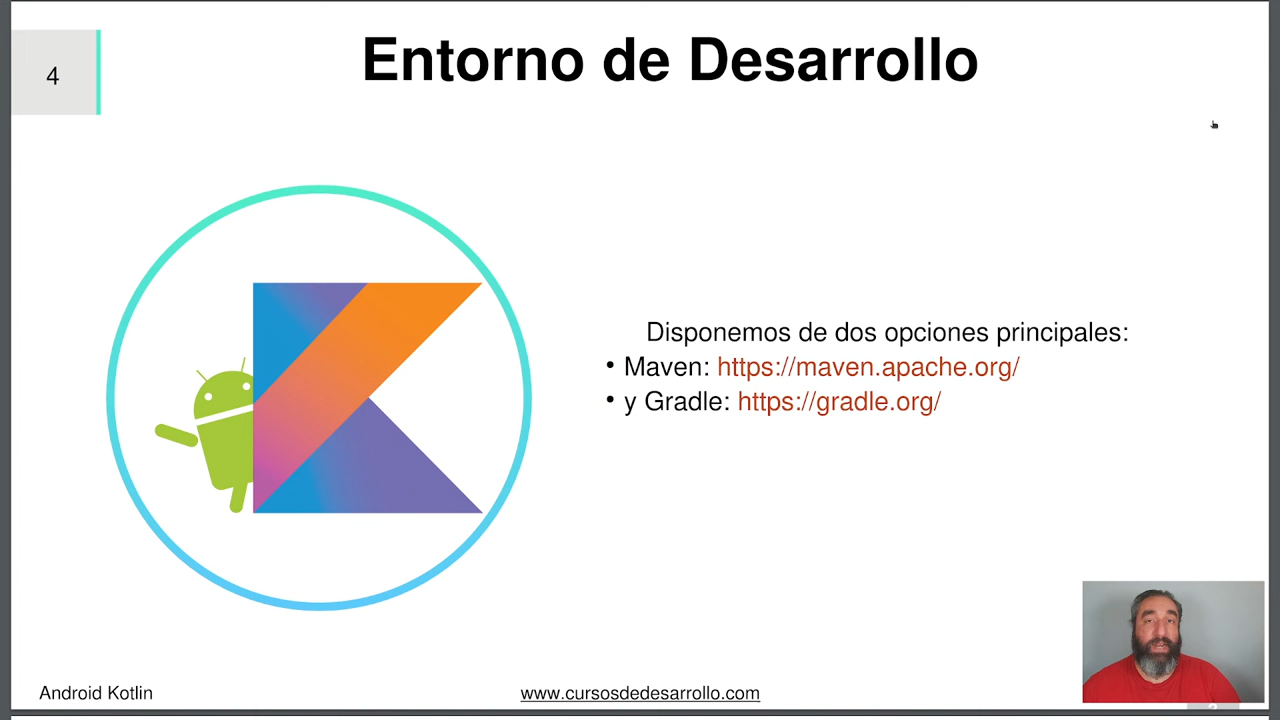 4
Entorno de Desarrollo
Disponemos de dos opciones principales:
• Maven: https://maven.apache.org/
• y Gradle: https://gradle.org/
Android Kotlin
www.cursosdedesarrollo.com